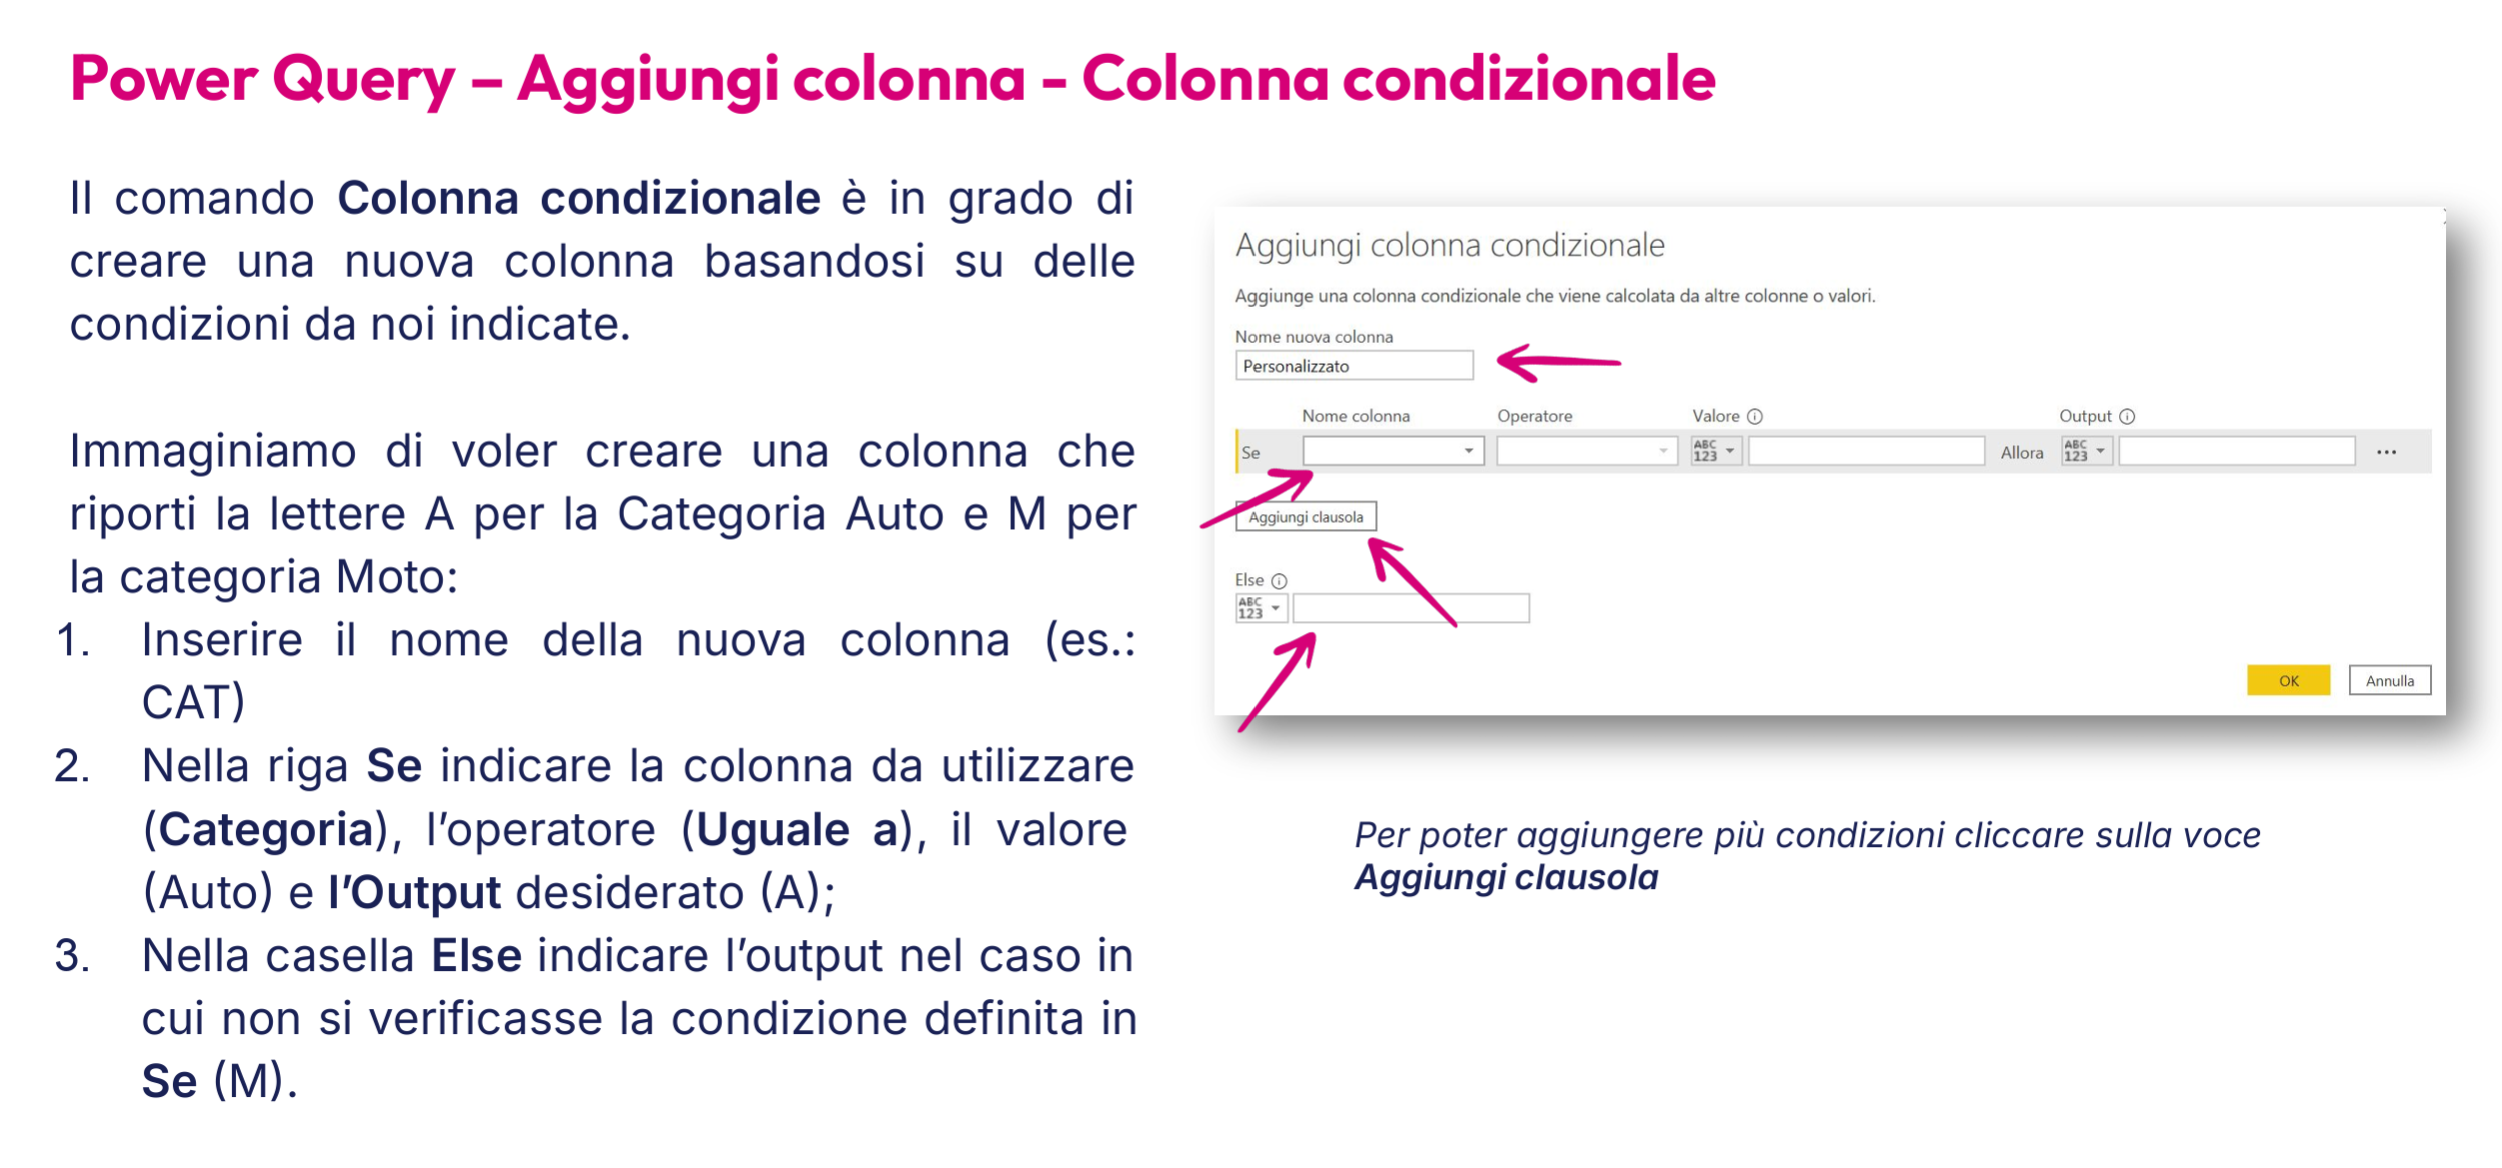 Power Query – Aggiungi colonna - Colonna condizionale
Il comando Colonna condizionale è in grado di
creare una nuova colonna basandosi su delle
condizioni da noi indicate.
Immaginiamo di voler creare una colonna che
riporti la lettere A per la Categoria Auto e M per
la categoria Moto:
1. Inserire il nome della nuova colonna (es.:
CAT)
2. Nella riga Se indicare la colonna da utilizzare
(Categoria), l’operatore (Uguale a), il valore
(Auto) e l’Output desiderato (A);
3. Nella casella Else indicare l’output nel caso in
cui non si verificasse la condizione definita in
Se (M).
Aggiungi colonna condizionale
Aggiunge una colonna condizionale che viene calcolata da altre colonne o valori.
Nome nuova colonna
Personalizzato
Nome colonna Operatore Valore Output
Se ABC 123 Allora ABC 123 ...
Aggiungi clausola
Else
ABC 123
OK Annulla
Per poter aggiungere più condizioni cliccare sulla voce
Aggiungi clausola